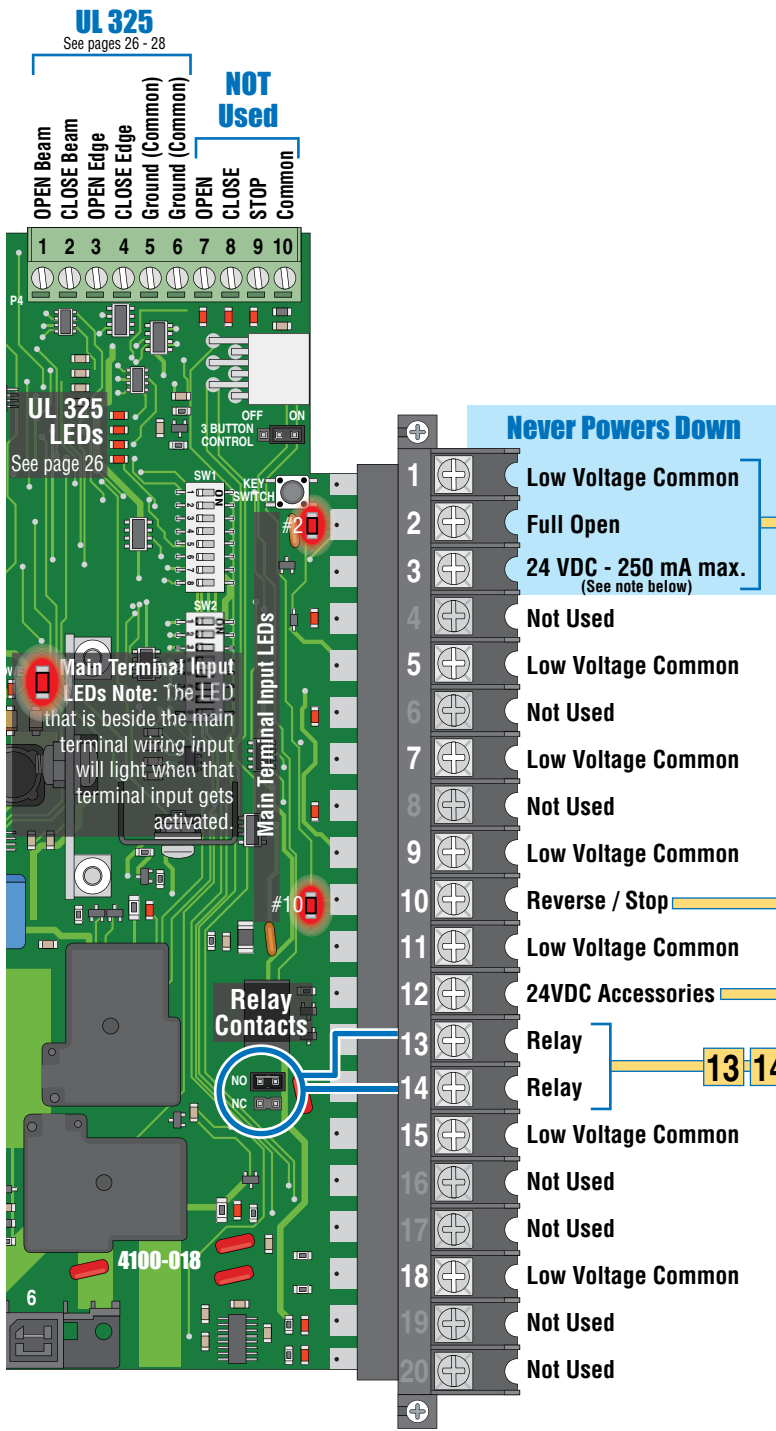 UL 325
See pages 26 - 28
NOT
Used
OPEN Beam
CLOSE Beam
OPEN Edge
CLOSE Edge
Ground (Common)
Ground (Common)
OPEN
CLOSE
STOP
Common
1 2 3 4 5 6 7 8 9 10
P4
UL 325
LEDs
See page 26
OFF ON
3 BUTTON
CONTROL
KEY
SWITCH
SW1
ON
1
2
3
4
5
6
7
8
#2
SW2
ON
1
2
3
Main Terminal Input
LEDs Note: The LED
that is beside the main
terminal wiring input
will light when that
terminal input gets
activated.
Main Terminal Input LEDs
#10
Relay
Contacts
NO
NC
4100-018
6
Never Powers Down
1 Low Voltage Common
2 Full Open
3 24 VDC - 250 mA max.
(See note below)
4 Not Used
5 Low Voltage Common
6 Not Used
7 Low Voltage Common
8 Not Used
9 Low Voltage Common
10 Reverse / Stop
11 Low Voltage Common
12 24VDC Accessories
13 Relay
14 Relay
13
15 Low Voltage Common
16 Not Used
17 Not Used
18 Low Voltage Common
19 Not Used
20 Not Used